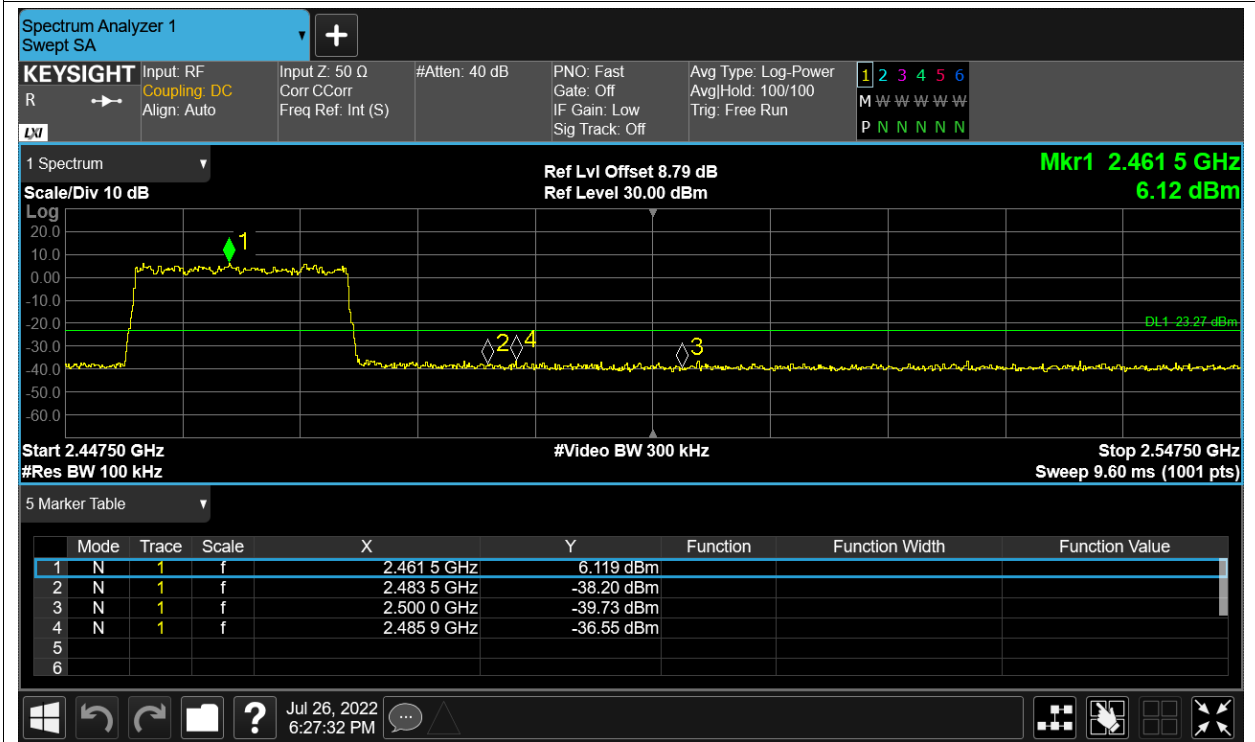 Spectrum Analyzer 1
Swept SA
+
KEYSIGHT Input: RF Input Z: 50 Ω #Atten: 40 dB PNO: Fast Avg Type: Log-Power 1 2 3 4 5 6
R Coupling: DC Corr CCorr Gate: Off Avg|Hold: 100/100 M W W W W W
Align: Auto Freq Ref: Int (S) IF Gain: Low Trig: Free Run
LXI Sig Track: Off P N N N N N
1 Spectrum Ref Lvl Offset 8.79 dB Mkr1 2.461 5 GHz
Scale/Div 10 dB Ref Level 30.00 dBm 6.12 dBm
Log
20.0
1
10.0
0.00
-10.0
-20.0 DL1 -23.27 dBm
-30.0 2 4 3
-40.0
-50.0
-60.0
Start 2.44750 GHz #Video BW 300 kHz Stop 2.54750 GHz
#Res BW 100 kHz Sweep 9.60 ms (1001 pts)
5 Marker Table
Mode Trace Scale X Y Function Function Width Function Value
1 N 1 f 2.461 5 GHz 6.119 dBm
2 N 1 f 2.483 5 GHz -38.20 dBm
3 N 1 f 2.500 0 GHz -39.73 dBm
4 N 1 f 2.485 9 GHz -36.55 dBm
5
6
? Jul 26, 2022
6:27:32 PM